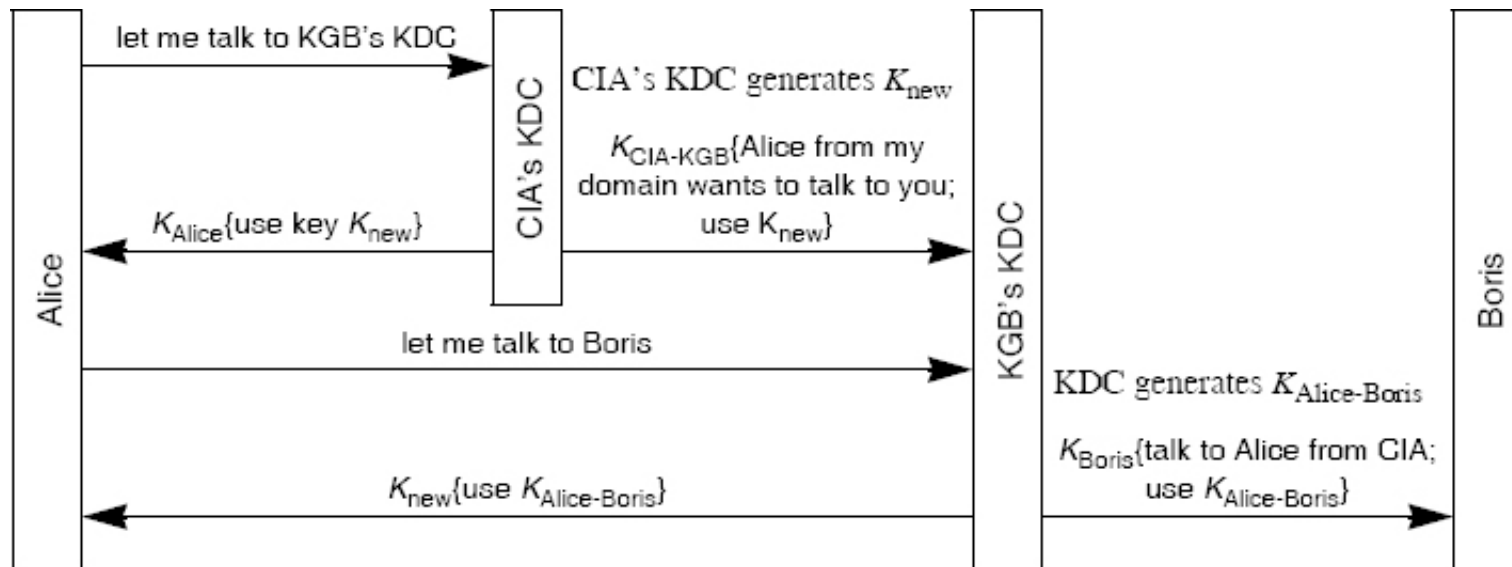 let me talk to KGB's KDC
CIA's KDC generates Knew
KCIA-KGB{Alice from my
domain wants to talk to you;
use Knew}
KAlice{use key Knew}
Alice
CIA's KDC
KGB's KDC
Boris
let me talk to Boris
KDC generates KAlice-Boris
KBoris{talk to Alice from CIA;
use KAlice-Boris}
Knew{use KAlice-Boris}